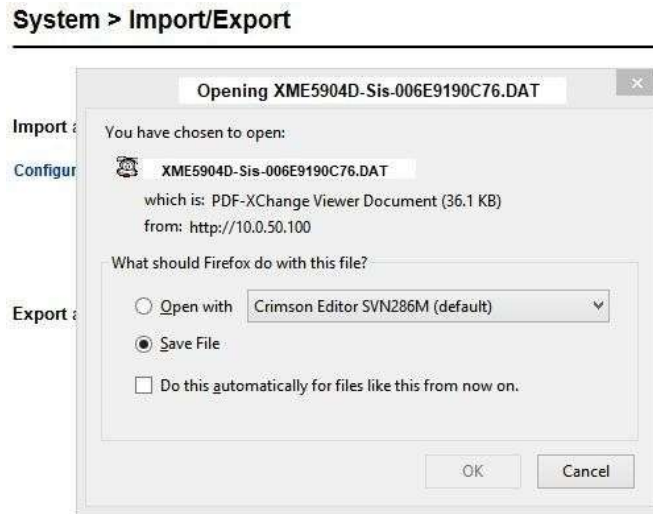 System > Import/Export
Opening XME5904D-Sis-006E9190C76.DAT
Import a
You have chosen to open:
Configur
XME5904D-Sis-006E9190C76.DAT
which is: PDF-XChange Viewer Document (36.1 KB)
from: http://10.0.50.100
What should Firefox do with this file?
Export a
Open with
Crimson Editor SVN286M (default)
Save File
Do this automatically for files like this from now on.
OK
Cancel